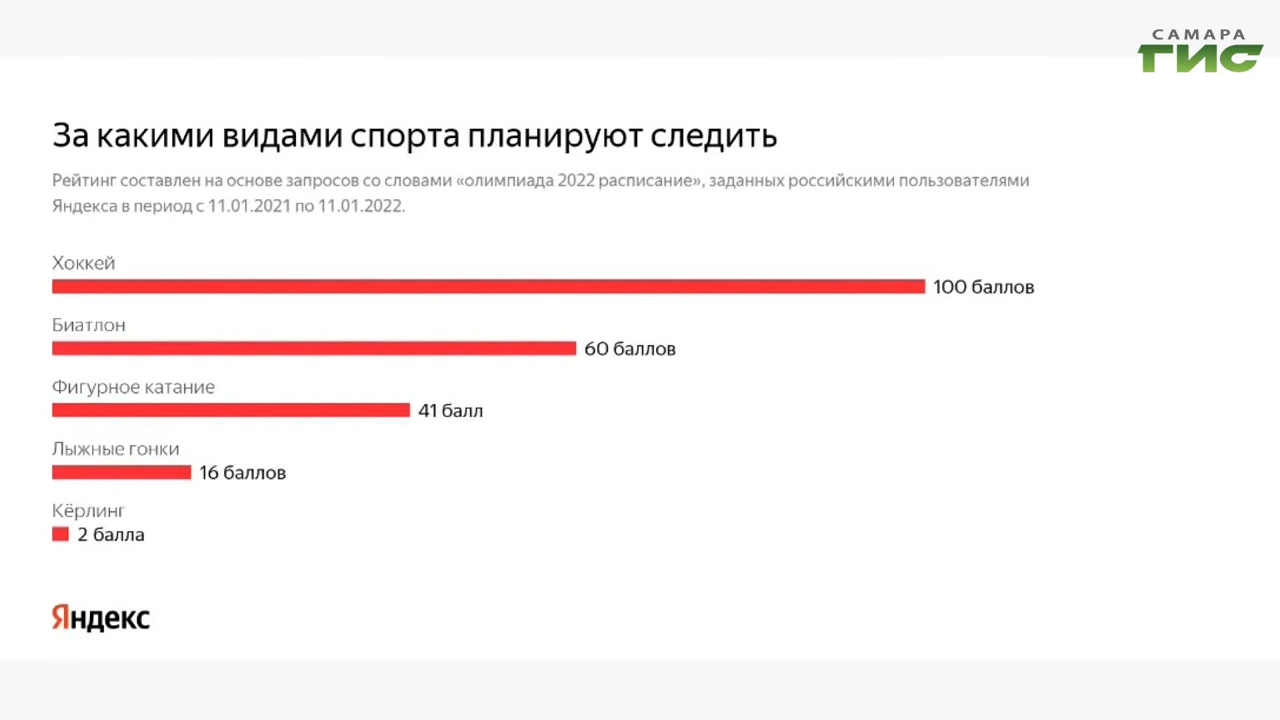 САМАРА
ГИС
За какими видами спорта планируют следить
Рейтинг составлен на основе запросов со словами «олимпиада 2022 расписание», заданных российскими пользователями
Яндекса в период с 11.01.2021 по 11.01.2022.
Хоккей
100 баллов
Биатлон
60 баллов
Фигурное катание
41 балл
Лыжные гонки
16 баллов
Кёрлинг
2 балла
Яндекс